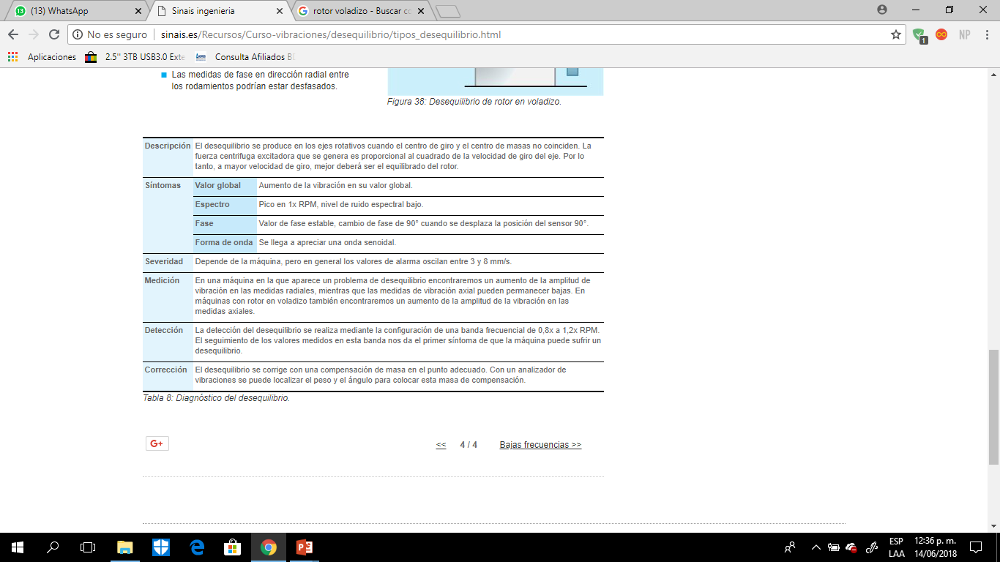 (13) WhatsApp
Sinais ingenieria
rotor voladizo - Buscar co
No es seguro
sinais.es/Recursos/Curso-vibraciones/desequilibrio/tipos_desequilibrio.html
1
NP
Aplicaciones
2.5'' 3TB USB3.0 Exte
Consulta Afiliados BD
Las medidas de fase en dirección radial entre
los rodamientos podrían estar desfasados.
Figura 38: Desequilibrio de rotor en voladizo.
Descripción
El desequilibrio se produce en los ejes rotativos cuando el centro de giro y el centro de masas no coinciden. La
fuerza centrifuga excitadora que se genera es proporcional al cuadrado de la velocidad de giro del eje. Por lo
tanto, a mayor velocidad de giro, mejor deberá ser el equilibrado del rotor.
Síntomas
Valor global
Aumento de la vibración en su valor global.
Espectro
Pico en 1x RPM, nivel de ruido espectral bajo.
Fase
Valor de fase estable, cambio de fase de 90° cuando se desplaza la posición del sensor 90°.
Forma de onda
Se llega a apreciar una onda senoidal.
Severidad
Depende de la máquina, pero en general los valores de alarma oscilan entre 3 y 8 mm/s.
Medición
En una máquina en la que aparece un problema de desequilibrio encontraremos un aumento de la amplitud de
vibración en las medidas radiales, mientras que las medidas de vibración axial pueden permanecer bajas. En
máquinas con rotor en voladizo también encontraremos un aumento de la amplitud de la vibración en las
medidas axiales.
Detección
La detección del desequilibrio se realiza mediante la configuración de una banda frecuencial de 0,8x a 1,2x RPM.
El seguimiento de los valores medidos en esta banda nos da el primer síntoma de que la máquina puede sufrir un
desequilibrio.
Corrección
El desequilibrio se corrige con una compensación de masa en el punto adecuado. Con un analizador de
vibraciones se puede localizar el peso y el ángulo para colocar esta masa de compensación.
Tabla 8: Diagnóstico del desequilibrio.
G+
<< 4 / 4 Bajas frecuencias >>
ESP
LAA
12:36 p. m.
14/06/2018